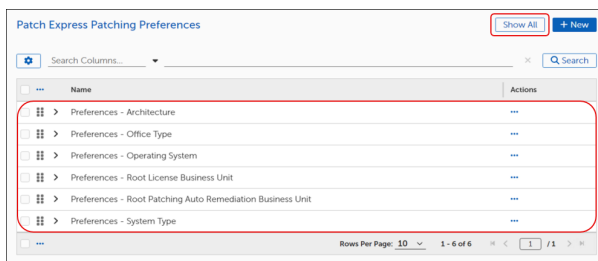 Patch Express Patching Preferences Show All + New
Search Columns... Search
Name Actions
Preferences - Architecture
Preferences - Office Type
Preferences - Operating System
Preferences - Root License Business Unit
Preferences - Root Patching Auto Remediation Business Unit
Preferences - System Type
Rows Per Page: 10 1 - 6 of 6 1 / 1